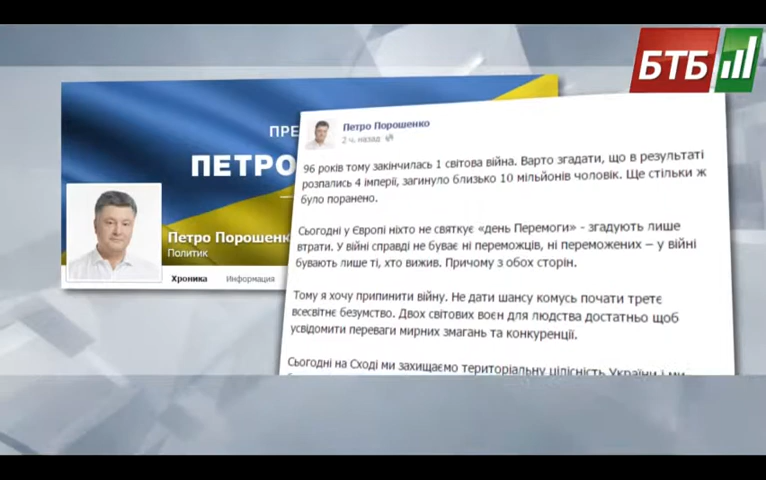 БТБ
ПРЕ
ПЕТРО
Петро Порошенк
Политик
Хроника Информация
Петро Порошенко
2 ч. назад
96 років тому закінчилась 1 світова війна. Варто згадати, що в результаті
розпались 4 імперії, загинуло близько 10 мільйонів чоловік. Ще стільки ж
було поранено.
Сьогодні у Європі ніхто не святкує «день Перемоги» - згадують лише
втрати. У війні справді не буває ні переможців, ні переможених – у війні
бувають лише ті, хто вижив. Причому з обох сторін.
Тому я хочу припинити війну. Не дати шансу комусь почати третє
всесвітнє безумство. Двох світових воєн для людства достатньо щоб
усвідомити переваги мирних змагань та конкуренції.
Сьогодні на Сході ми захищаємо територіальну цілісність України і ми